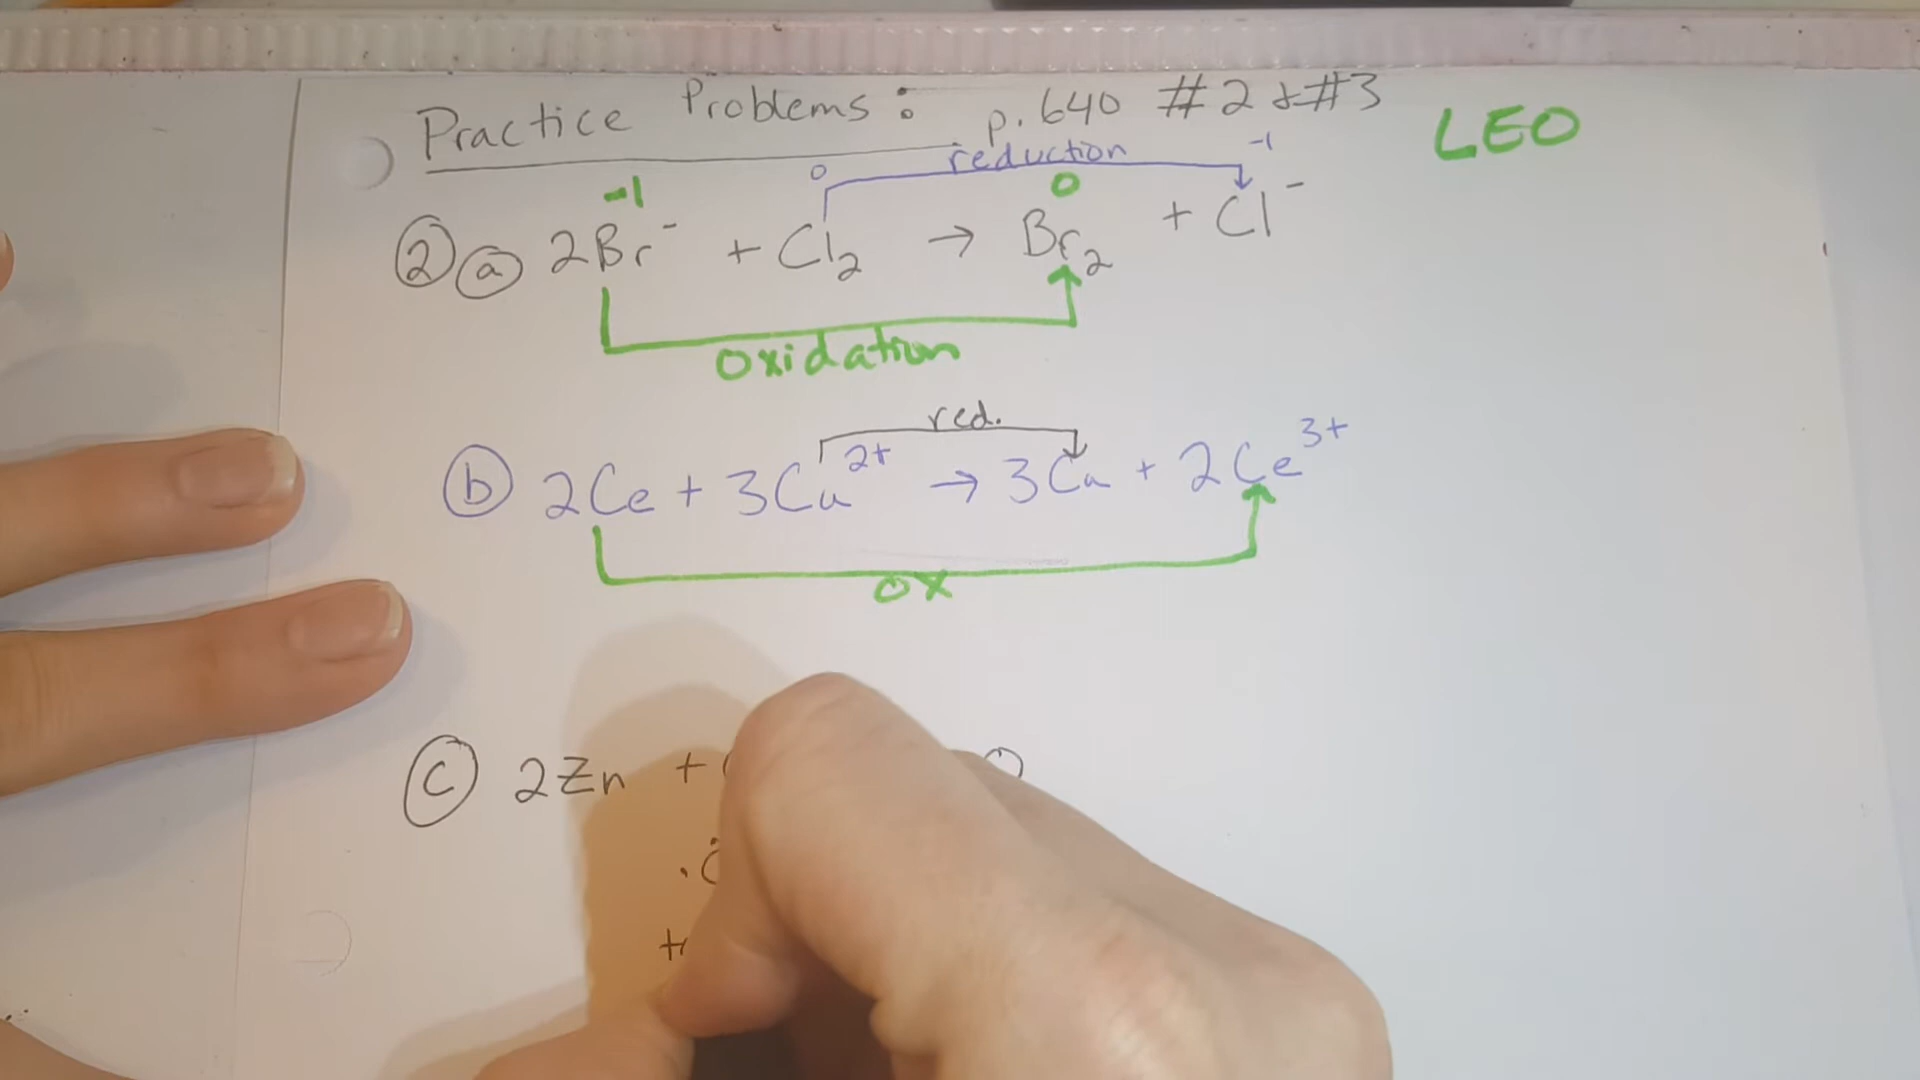 Practice Problems: p. 640 #2 & #3
LEO
reduction
-1 0 0 -1
② ⓐ 2Br⁻ + Cl₂ → Br₂ + Cl⁻
oxidation
red.
ⓑ 2Ce + 3Cu²⁺ → 3Cu + 2Ce³⁺
ox
ⓒ 2Zn +